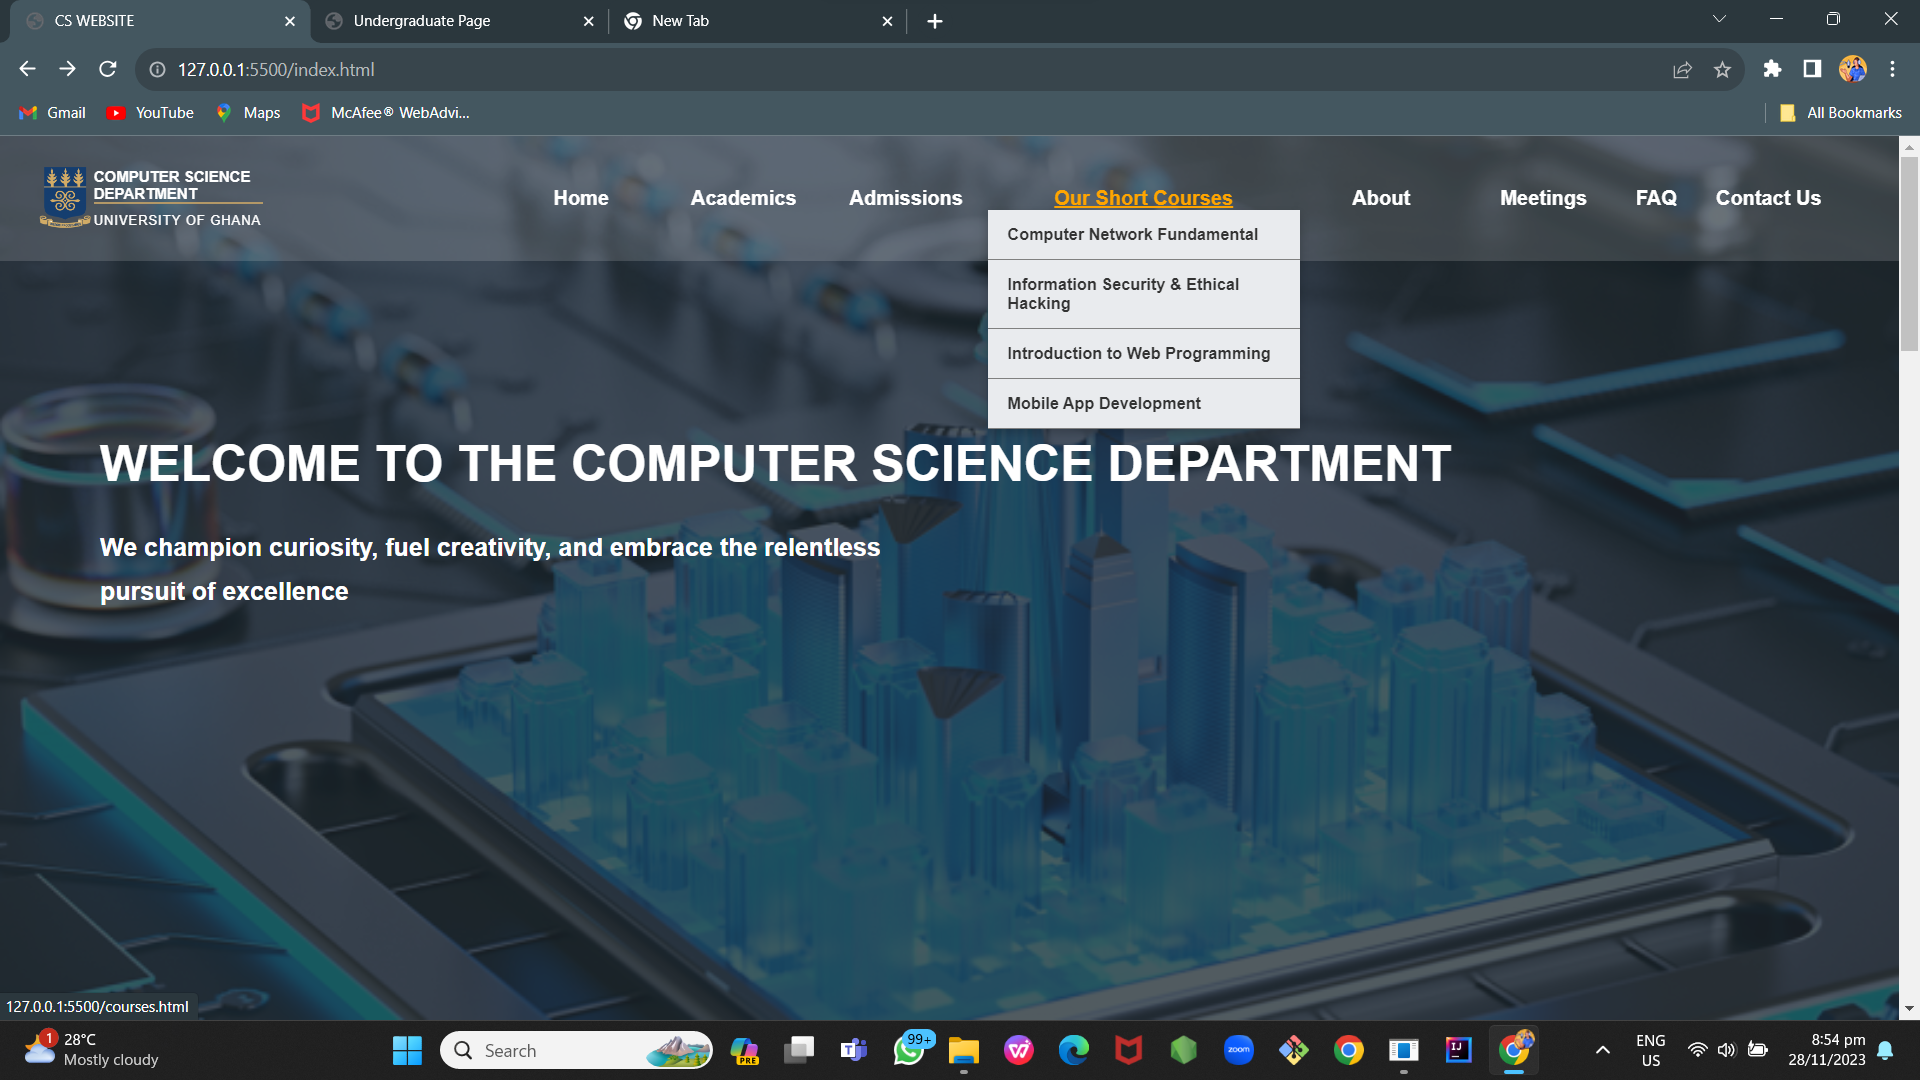 CS WEBSITE
Undergraduate Page
New Tab
127.0.0.1:5500/index.html
Gmail
YouTube
Maps
McAfee® WebAdvi...
All Bookmarks
COMPUTER SCIENCE
DEPARTMENT
UNIVERSITY OF GHANA
Home
Academics
Admissions
Our Short Courses
About
Meetings
FAQ
Contact Us
Computer Network Fundamental
Information Security & Ethical
Hacking
Introduction to Web Programming
Mobile App Development
WELCOME TO THE COMPUTER SCIENCE DEPARTMENT
We champion curiosity, fuel creativity, and embrace the relentless
pursuit of excellence
127.0.0.1:5500/courses.html
1
28°C
Mostly cloudy
Search
PRE
99+
zoom
IJ
ENG
US
8:54 pm
28/11/2023